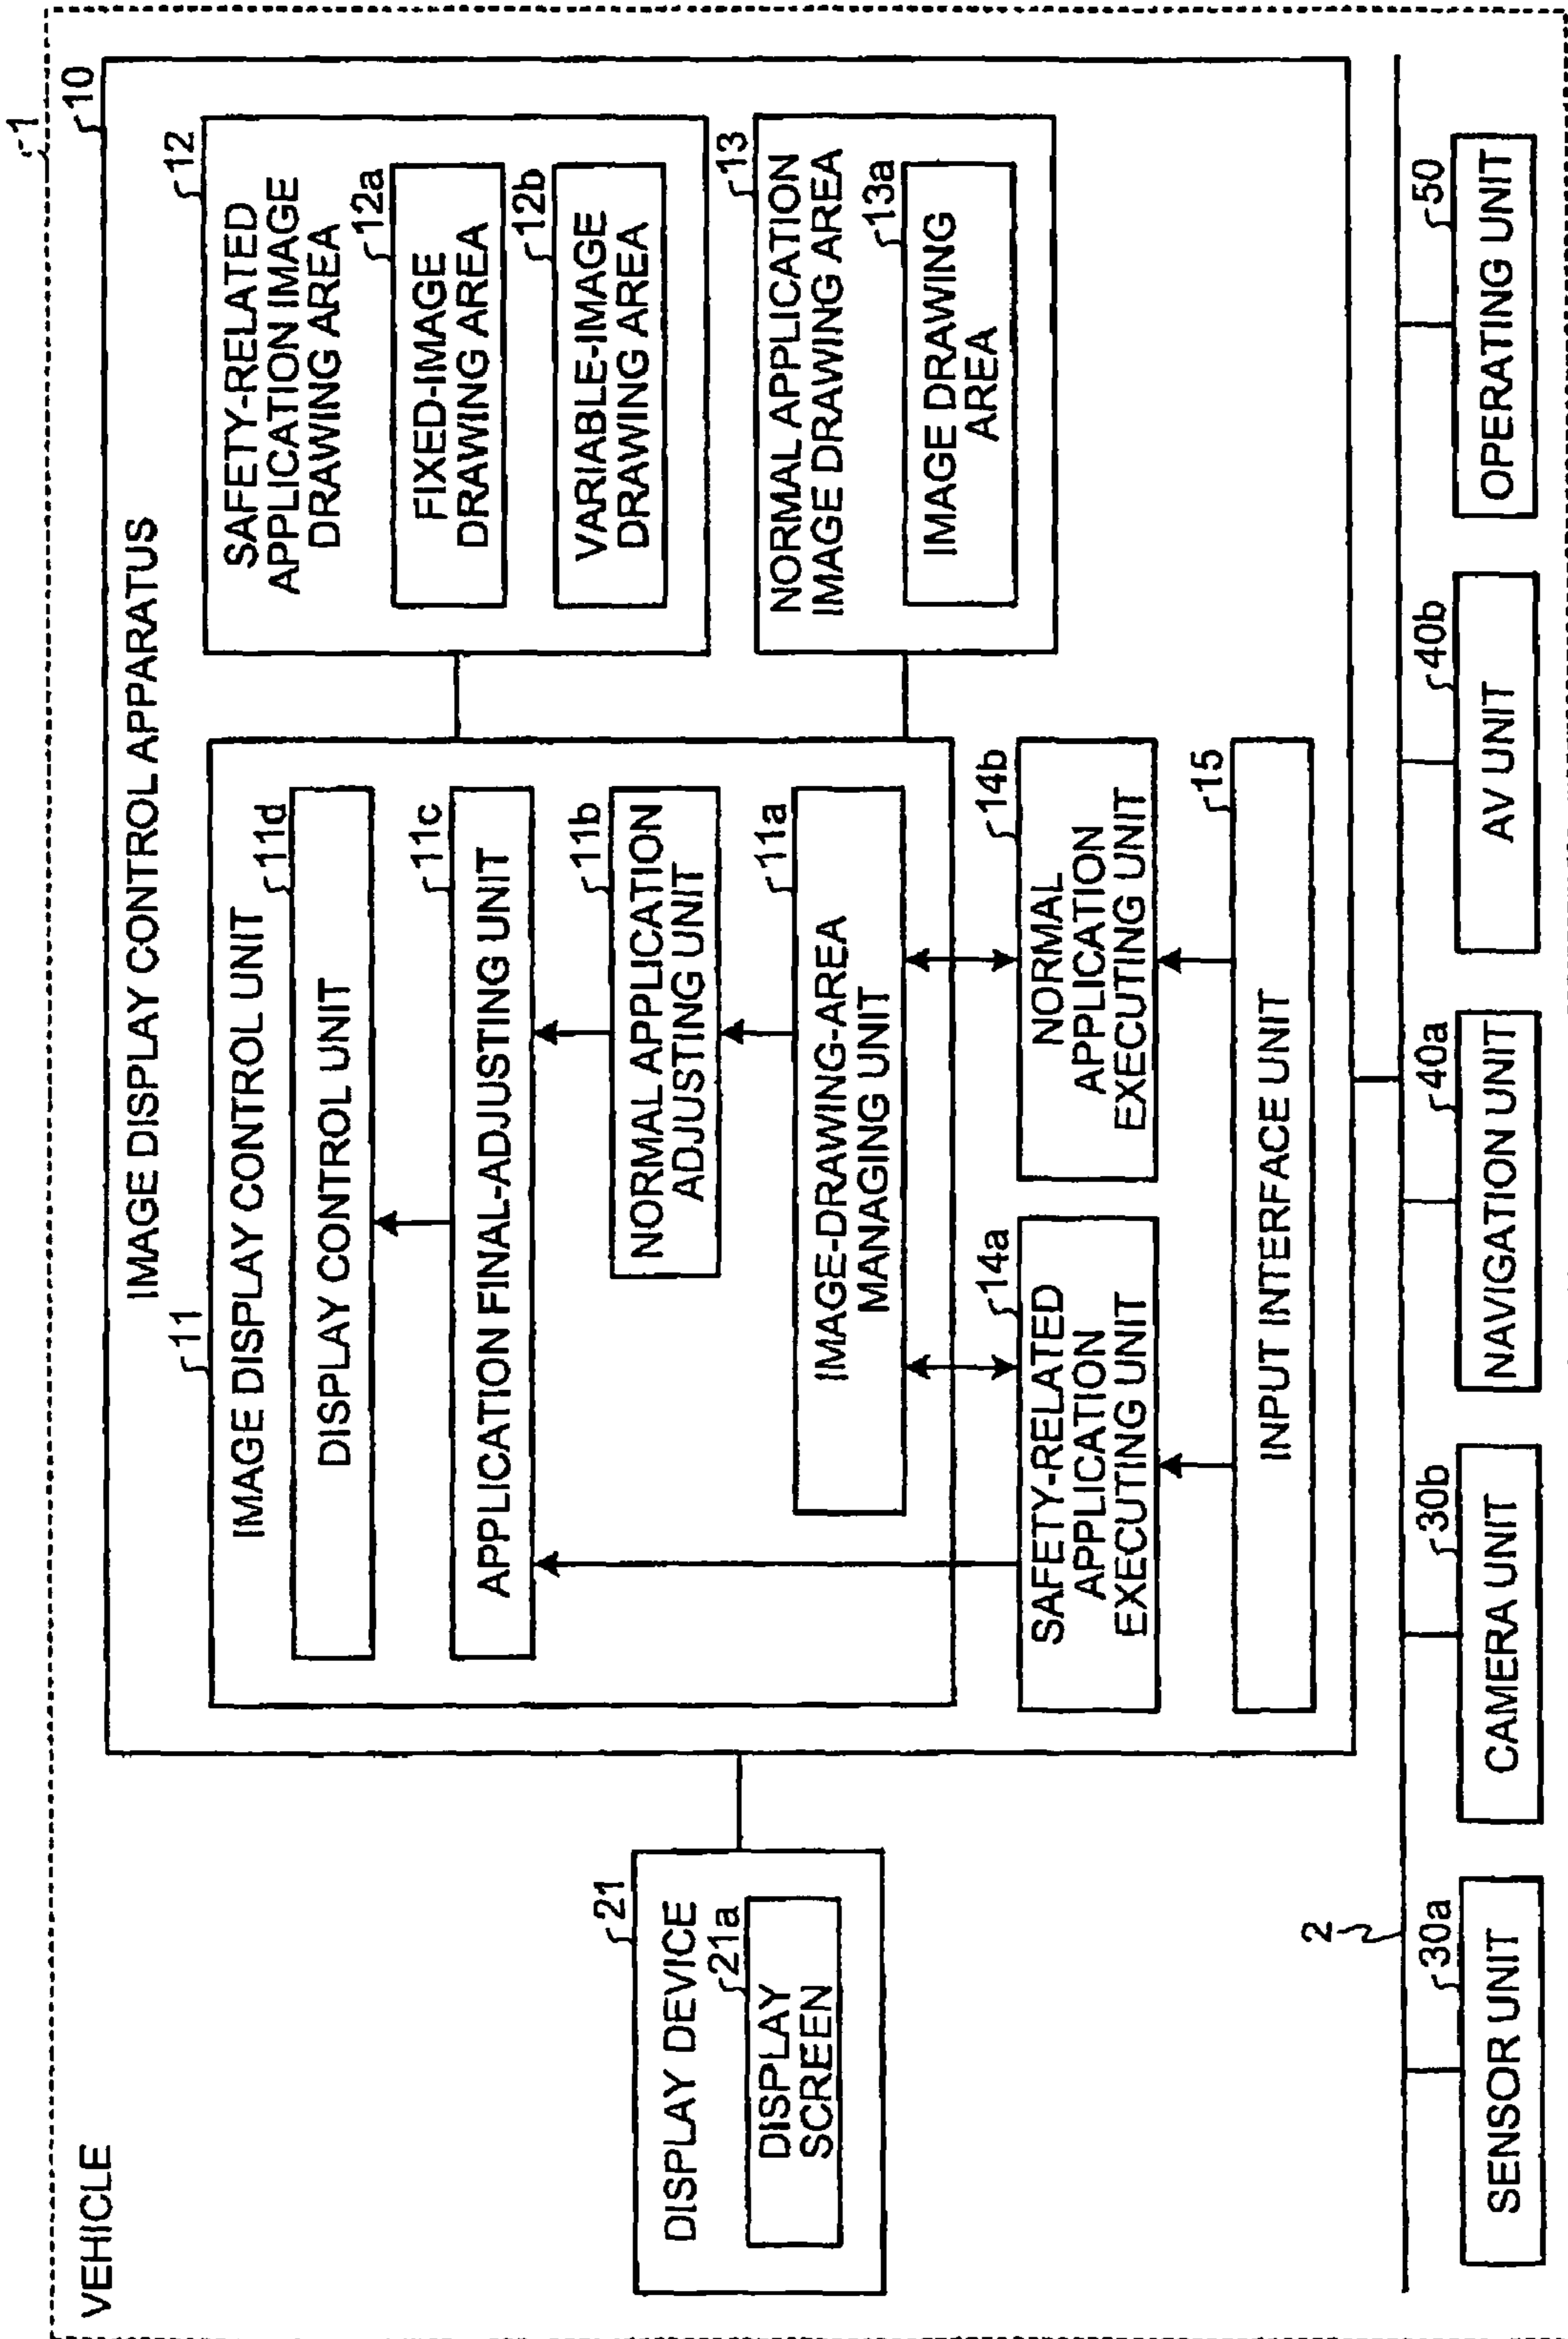 1
VEHICLE
10
IMAGE DISPLAY CONTROL APPARATUS
11
IMAGE DISPLAY CONTROL UNIT
11d
DISPLAY CONTROL UNIT
11c
APPLICATION FINAL-ADJUSTING UNIT
11b
NORMAL APPLICATION
ADJUSTING UNIT
11a
IMAGE-DRAWING-AREA
MANAGING UNIT
12
SAFETY-RELATED
APPLICATION IMAGE
DRAWING AREA
12a
FIXED-IMAGE
DRAWING AREA
12b
VARIABLE-IMAGE
DRAWING AREA
13
NORMAL APPLICATION
IMAGE DRAWING AREA
13a
IMAGE DRAWING
AREA
14a
SAFETY-RELATED
APPLICATION
EXECUTING UNIT
14b
NORMAL
APPLICATION
EXECUTING UNIT
15
INPUT INTERFACE UNIT
21
DISPLAY DEVICE
21a
DISPLAY
SCREEN
2
30a
SENSOR UNIT
30b
CAMERA UNIT
40a
NAVIGATION UNIT
40b
AV UNIT
50
OPERATING UNIT